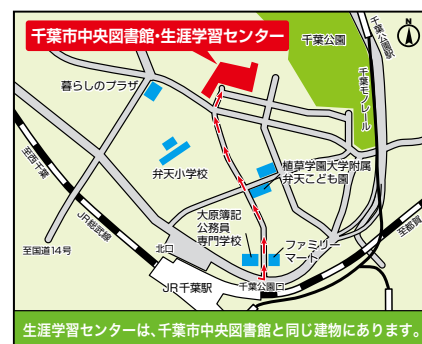 千葉市中央図書館・生涯学習センター
千葉公園
千葉公園駅
N
千葉モノレール
暮らしのプラザ
弁天小学校
植草学園大学附属
弁天こども園
至西千葉
JR総武線
大原簿記
公務員
専門学校
ファミリー
マート
至都賀
至国道14号
北口
JR千葉駅
千葉公園口
生涯学習センターは、千葉市中央図書館と同じ建物にあります。